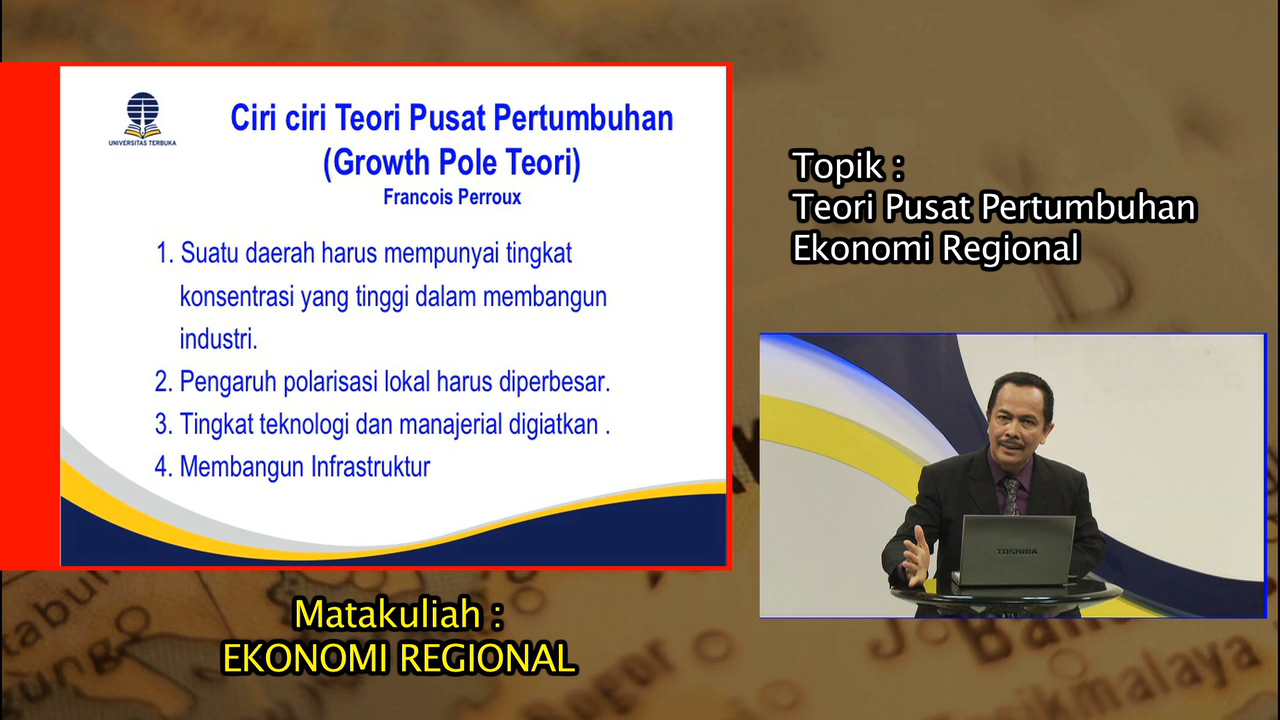 UNIVERSITAS TERBUKA
Ciri ciri Teori Pusat Pertumbuhan
(Growth Pole Teori)
Francois Perroux
1. Suatu daerah harus mempunyai tingkat
konsentrasi yang tinggi dalam membangun
industri.
2. Pengaruh polarisasi lokal harus diperbesar.
3. Tingkat teknologi dan manajerial digiatkan .
4. Membangun Infrastruktur
Topik :
Teori Pusat Pertumbuhan
Ekonomi Regional
TOSHIBA
Matakuliah :
EKONOMI REGIONAL
Bogor
Tasikmalaya